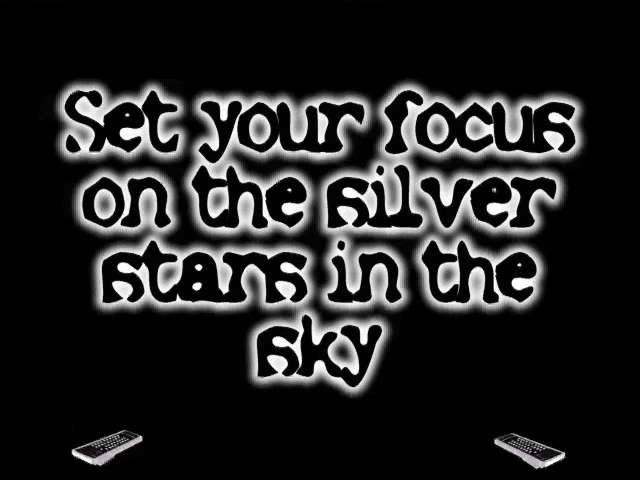 Set your focus
on the silver
stars in the
sky